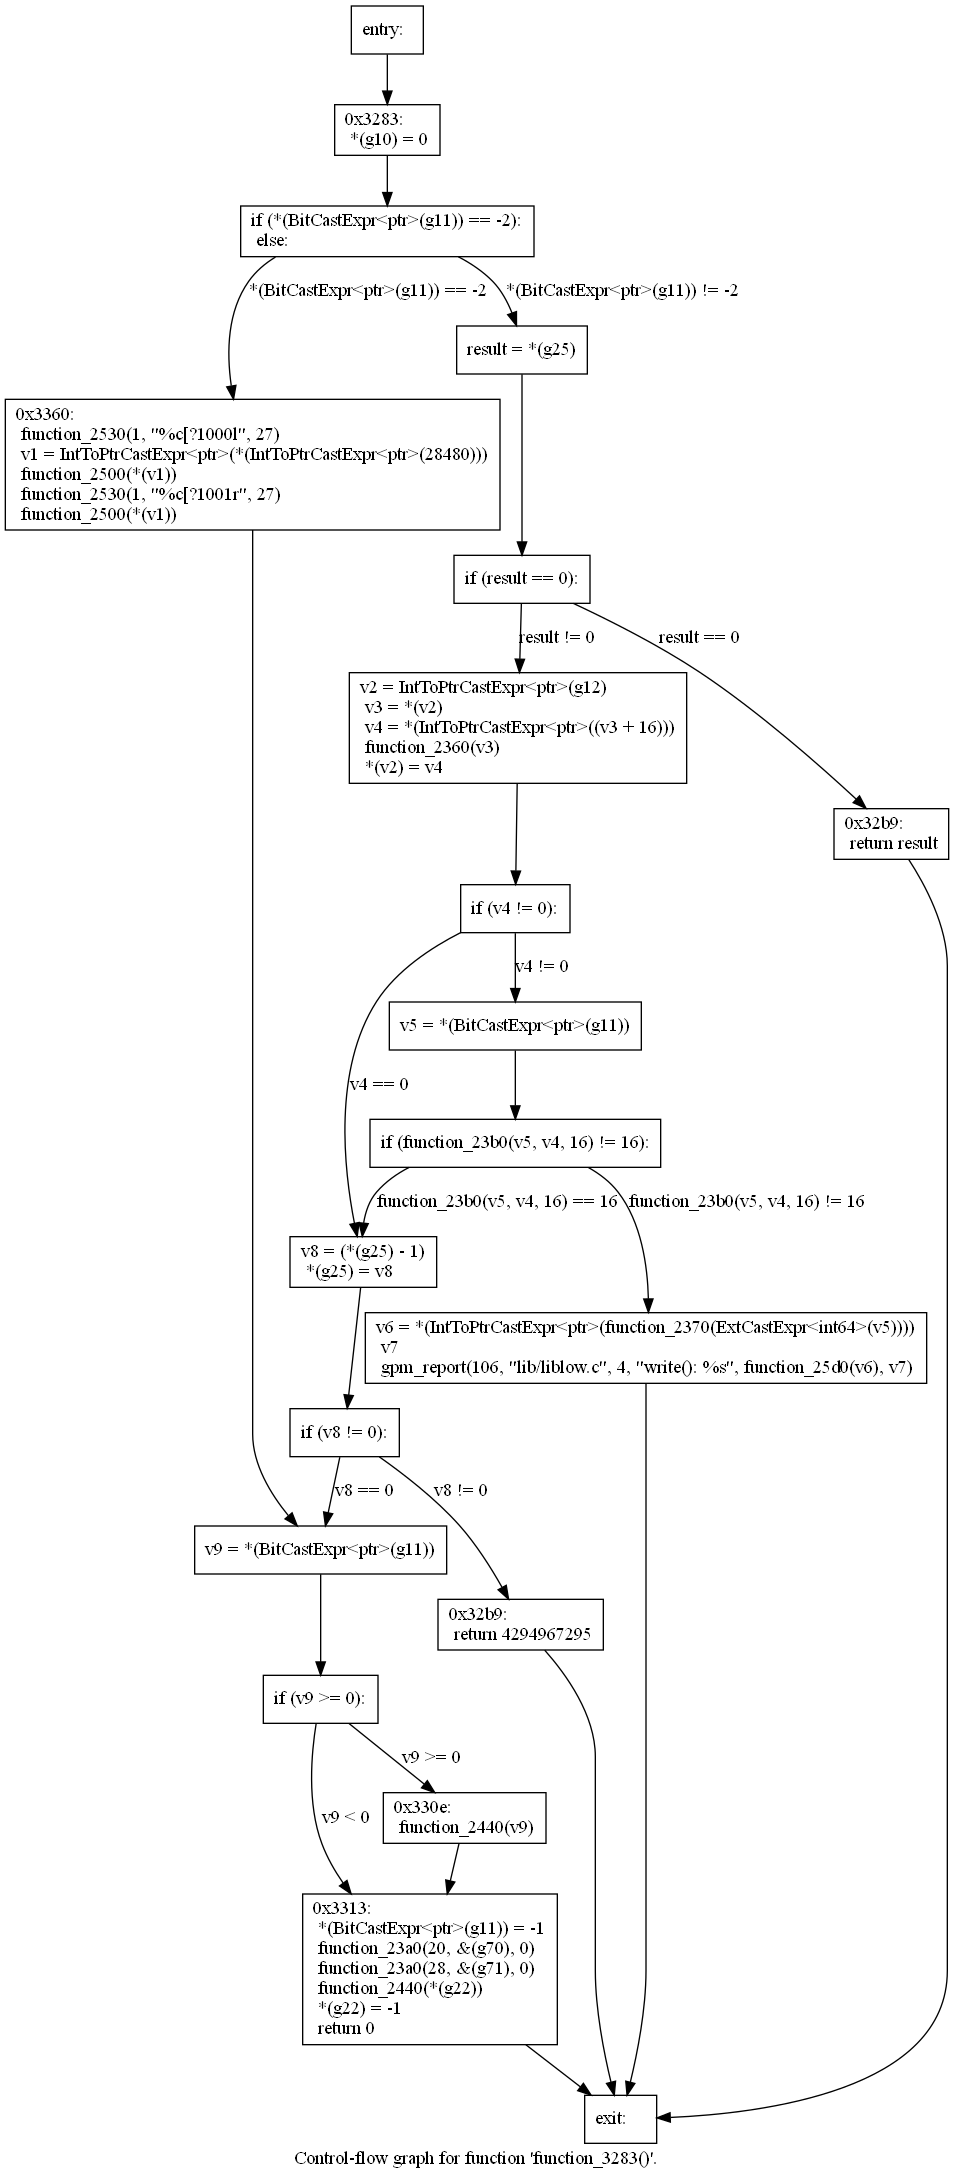 entry:
0x3283:
*(g10) = 0
if (*(BitCastExpr<ptr>(g11)) == -2):
else:
*(BitCastExpr<ptr>(g11)) == -2
*(BitCastExpr<ptr>(g11)) != -2
result = *(g25)
0x3360:
function_2530(1, "%c[?1000l", 27)
v1 = IntToPtrCastExpr<ptr>(*(IntToPtrCastExpr<ptr>(28480)))
function_2500(*(v1))
function_2530(1, "%c[?1001r", 27)
function_2500(*(v1))
if (result == 0):
result != 0
result == 0
v2 = IntToPtrCastExpr<ptr>(g12)
v3 = *(v2)
v4 = *(IntToPtrCastExpr<ptr>((v3 + 16)))
function_2360(v3)
*(v2) = v4
0x32b9:
return result
if (v4 != 0):
v4 != 0
v5 = *(BitCastExpr<ptr>(g11))
v4 == 0
if (function_23b0(v5, v4, 16) != 16):
function_23b0(v5, v4, 16) == 16
function_23b0(v5, v4, 16) != 16
v8 = (*(g25) - 1)
*(g25) = v8
v6 = *(IntToPtrCastExpr<ptr>(function_2370(ExtCastExpr<int64>(v5))))
v7
gpm_report(106, "lib/liblow.c", 4, "write(): %s", function_25d0(v6), v7)
if (v8 != 0):
v8 == 0
v8 != 0
v9 = *(BitCastExpr<ptr>(g11))
0x32b9:
return 4294967295
if (v9 >= 0):
v9 >= 0
v9 < 0
0x330e:
function_2440(v9)
0x3313:
*(BitCastExpr<ptr>(g11)) = -1
function_23a0(20, &(g70), 0)
function_23a0(28, &(g71), 0)
function_2440(*(g22))
*(g22) = -1
return 0
exit:
Control-flow graph for function 'function_3283()'.